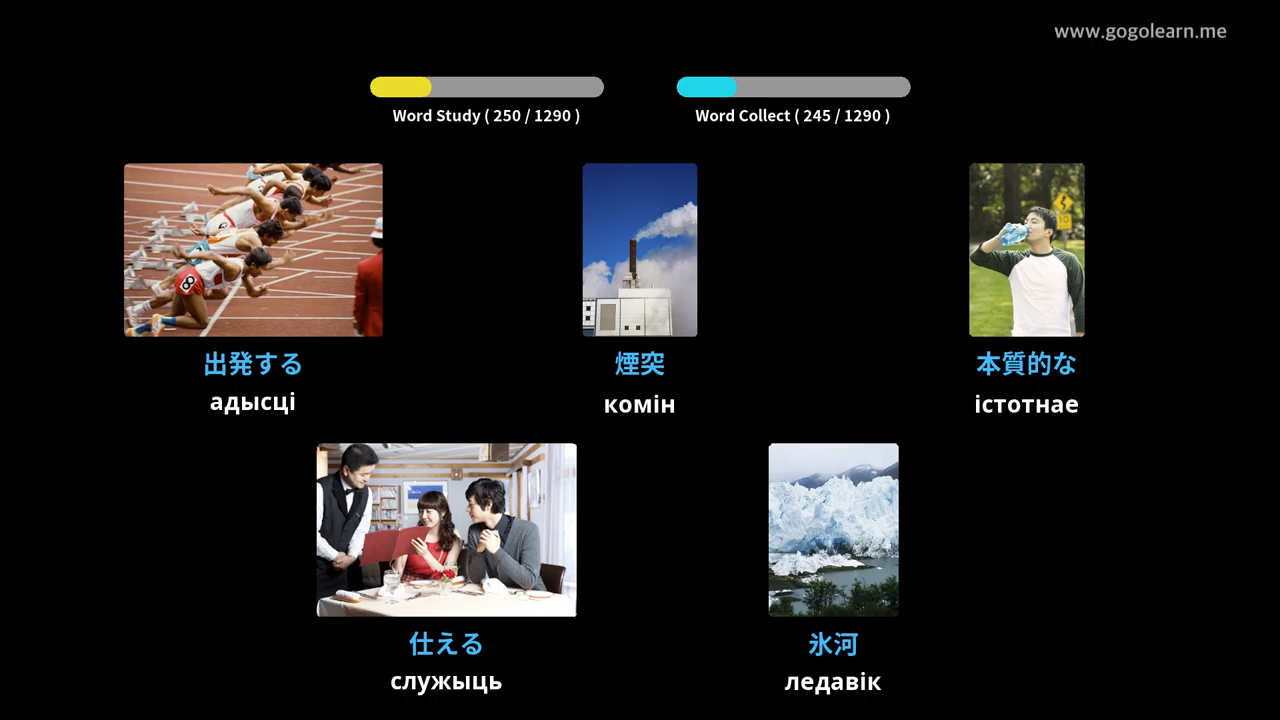 www.gogolearn.me
Word Study ( 250 / 1290 )
Word Collect ( 245 / 1290 )
出発する
адысці
煙突
комін
本質的な
істотнае
仕える
служыць
氷河
ледавік